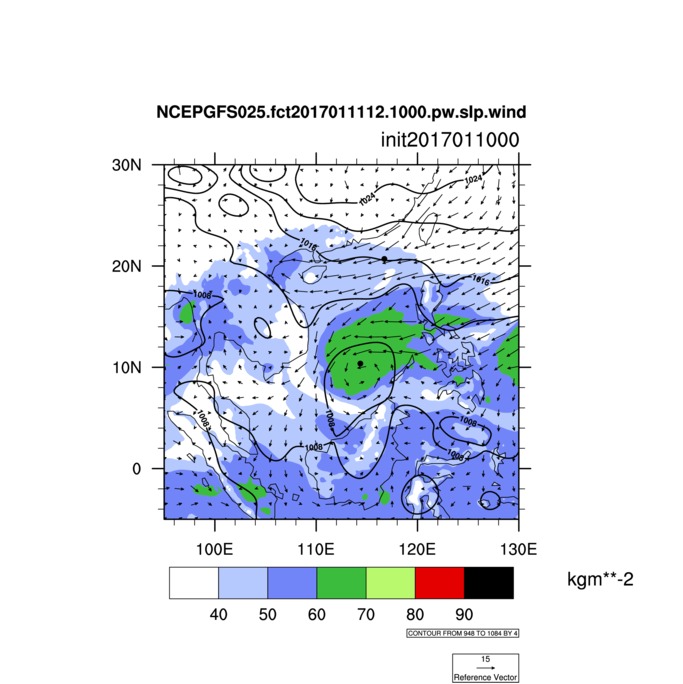 NCEPGFS025.fct2017011112.1000.pw.slp.wind
init2017011000
30N
20N
10N
0
1024
1024
1016
1016
1008
1008
1008
1008
1008
1008
100E 110E 120E 130E
kgm**-2
40 50 60 70 80 90
CONTOUR FROM 948 TO 1084 BY 4
15
Reference Vector